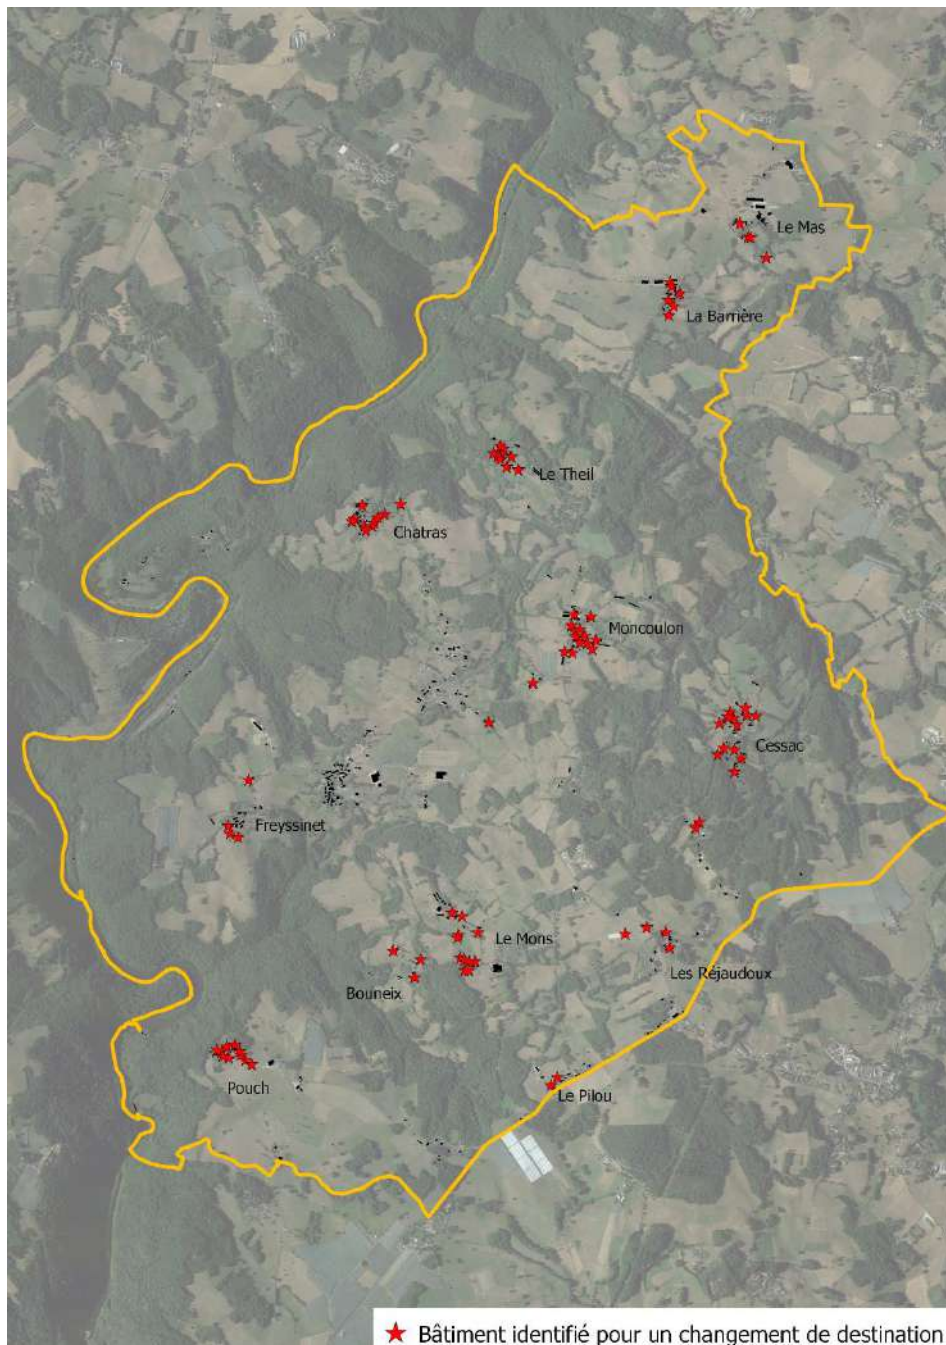 Le Mas
La Barrière
Le Theil
Chatras
Moncoulon
Cessac
Freyssinet
Le Mons
Les Réjaudoux
Bouneix
Pouch
Le Pilou
Bâtiment identifié pour un changement de destination